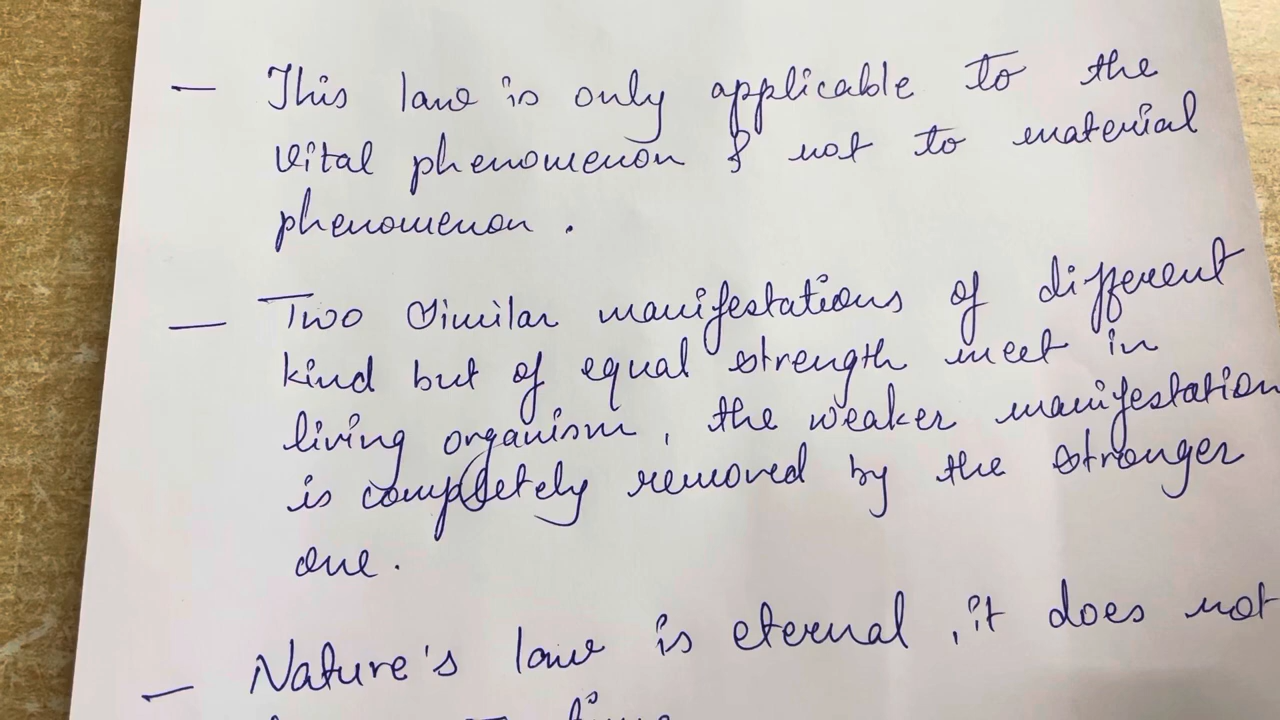 — This law is only applicable to the
vital phenomenon & not to material
phenomenon.
— Two similar manifestations of different
kind but of equal strength meet in
living organism, the weaker manifestation
is completely removed by the stronger
one.
— Nature's law is eternal, it does not